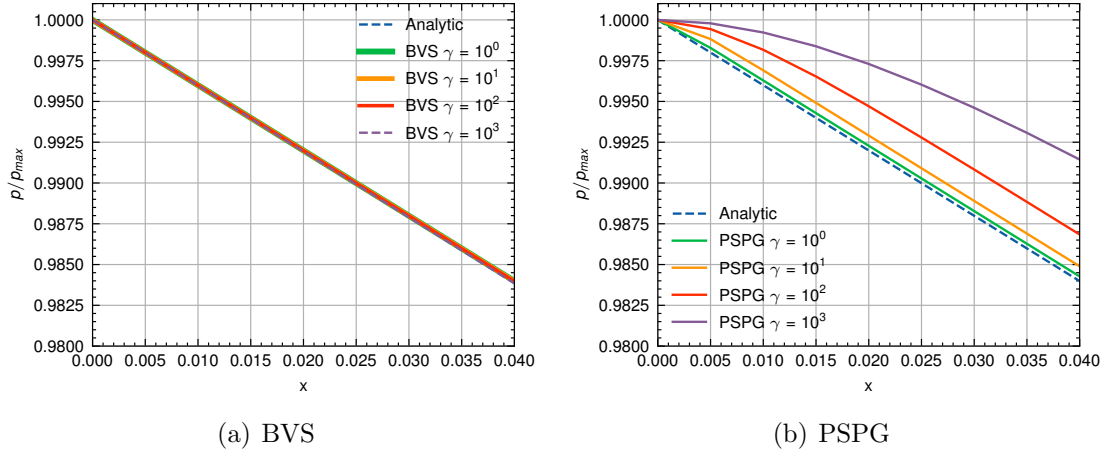 1.0000
0.9975
0.9950
0.9925
0.9900
0.9875
0.9850
0.9825
0.9800
p/p_max
0.000 0.005 0.010 0.015 0.020 0.025 0.030 0.035 0.040
x
Analytic
BVS γ = 10^0
BVS γ = 10^1
BVS γ = 10^2
BVS γ = 10^3
(a) BVS
1.0000
0.9975
0.9950
0.9925
0.9900
0.9875
0.9850
0.9825
0.9800
p/p_max
0.000 0.005 0.010 0.015 0.020 0.025 0.030 0.035 0.040
x
Analytic
PSPG γ = 10^0
PSPG γ = 10^1
PSPG γ = 10^2
PSPG γ = 10^3
(b) PSPG